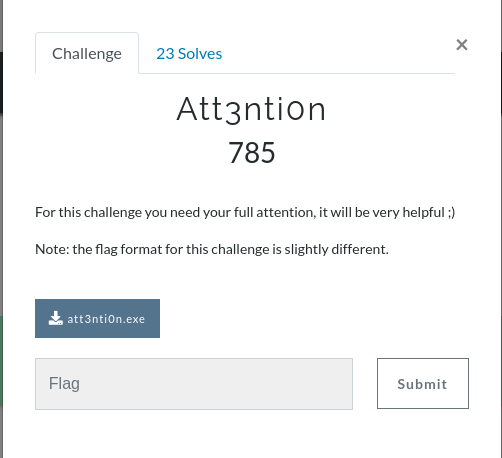 Challenge
23 Solves
×
Att3nti0n
785
For this challenge you need your full attention, it will be very helpful ;)
Note: the flag format for this challenge is slightly different.
att3nti0n.exe
Flag
Submit